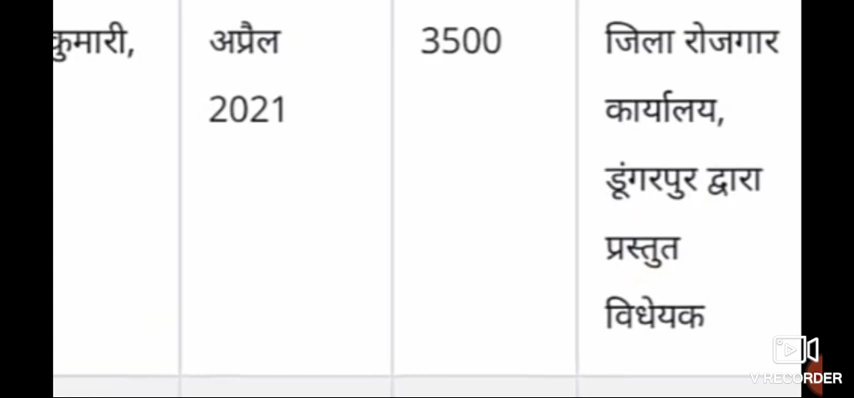 कुमारी, अप्रैल 3500 जिला रोजगार
2021 कार्यालय,
डूंगरपुर द्वारा
प्रस्तुत
विधेयक
V RECORDER